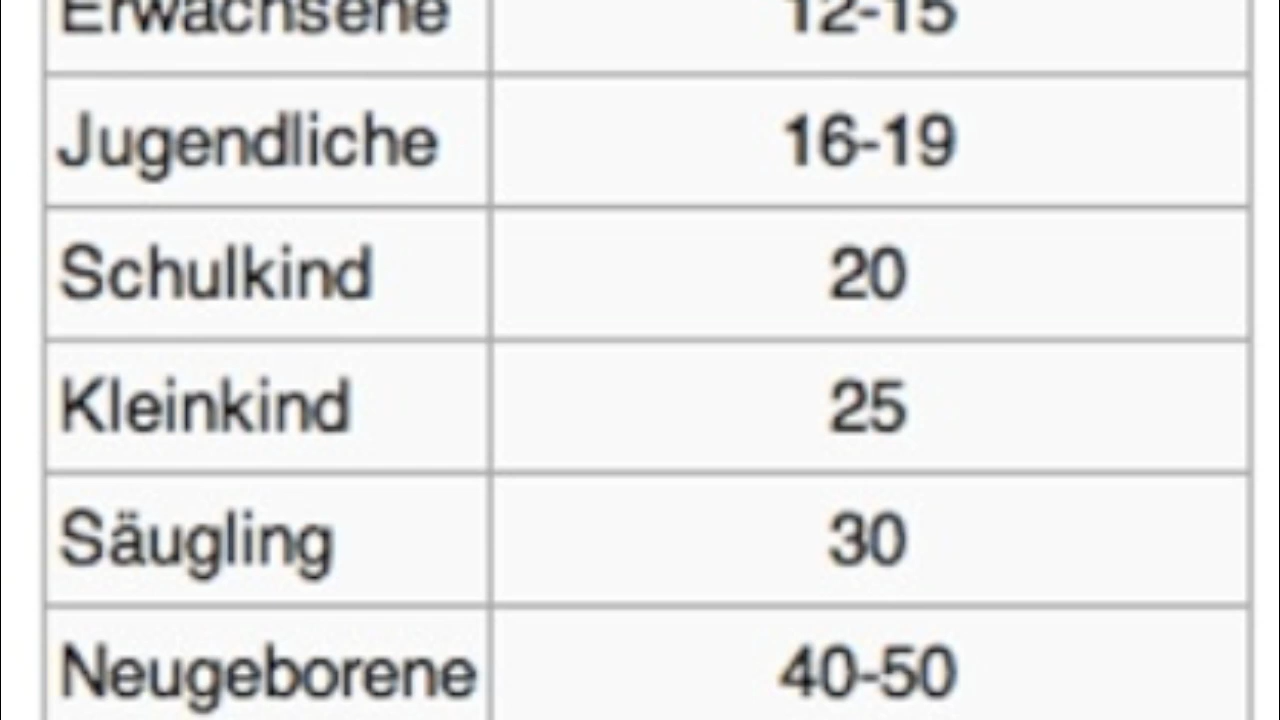 Erwachsene 12-15
Jugendliche 16-19
Schulkind 20
Kleinkind 25
Säugling 30
Neugeborene 40-50